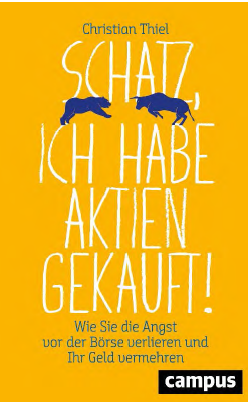 Christian Thiel
SCHATZ,
ICH HABE
AKTIEN
GEKAUFT!
Wie Sie die Angst
vor der Börse verlieren und
Ihr Geld vermehren
campus